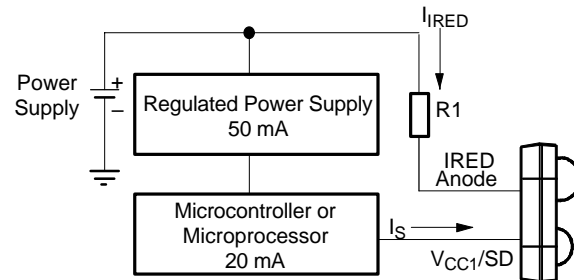 I_IRED
Power
Supply
+
–
Regulated Power Supply
50 mA
R1
IRED
Anode
Microcontroller or
Microprocessor
20 mA
I_S
V_CC1/SD